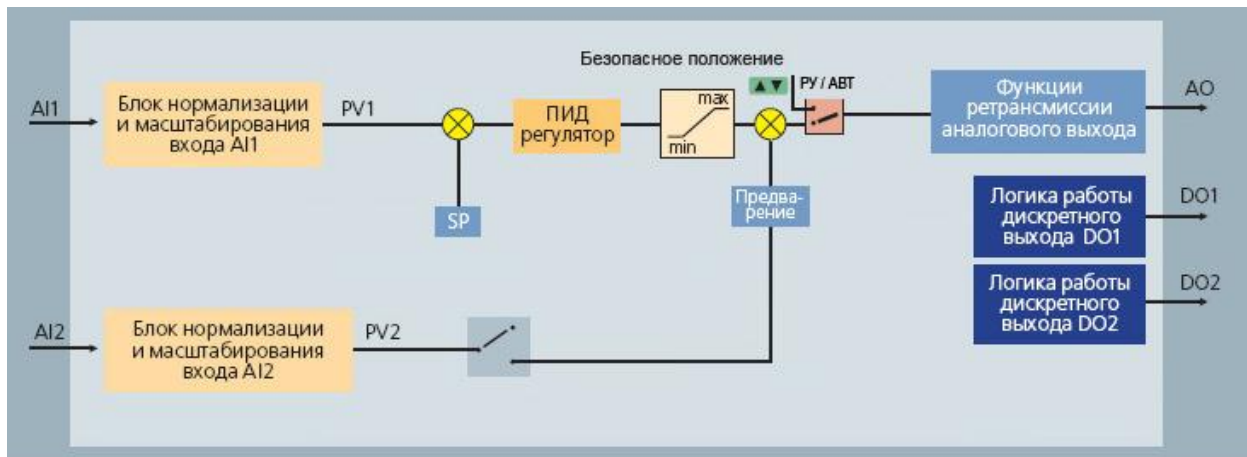 Безопасное положение
AI1
Блок нормализации
и масштабирования
входа AI1
PV1
ПИД
регулятор
max
min
▲▼
РУ / АВТ
Функции
ретрансмиссии
аналогового выхода
AO
SP
Предва-
рение
Логика работы
дискретного
выхода DO1
DO1
Логика работы
дискретного
выхода DO2
DO2
AI2
Блок нормализации
и масштабирования
входа AI2
PV2